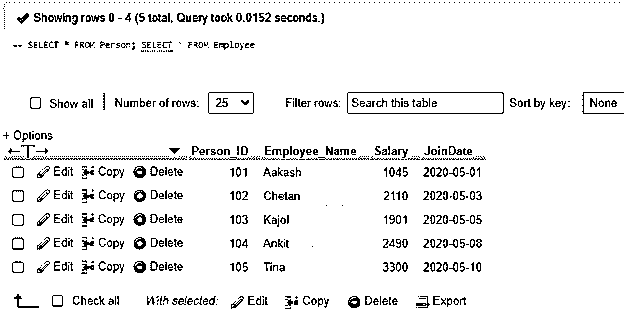 Showing rows 0 - 4 (5 total, Query took 0.0152 seconds.)
-- SELECT * FROM Person; SELECT * FROM Employee
Show all Number of rows: 25 Filter rows: Search this table Sort by key: None
+ Options
←T→ Person_ID Employee_Name Salary JoinDate
Edit Copy Delete 101 Aakash 1045 2020-05-01
Edit Copy Delete 102 Chetan 2110 2020-05-03
Edit Copy Delete 103 Kajol 1901 2020-05-05
Edit Copy Delete 104 Ankit 2490 2020-05-08
Edit Copy Delete 105 Tina 3300 2020-05-10
Check all With selected: Edit Copy Delete Export